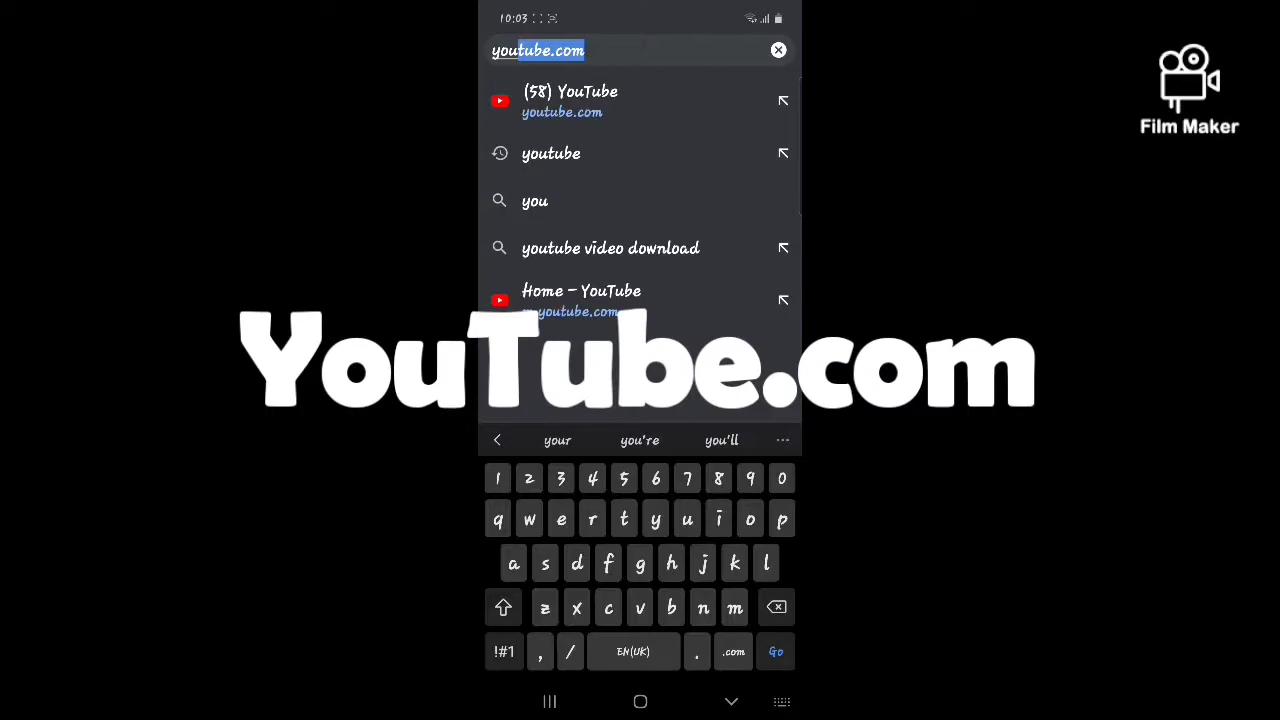 10:03
youtube.com
Film Maker
(58) YouTube
youtube.com
youtube
you
youtube video download
Home – YouTube
m.youtube.com
YouTube.com
your you're you'll ...
1 2 3 4 5 6 7 8 9 0
q w e r t y u i o p
a s d f g h j k l
z x c v b n m
!#1 , / EN(UK) . .com Go